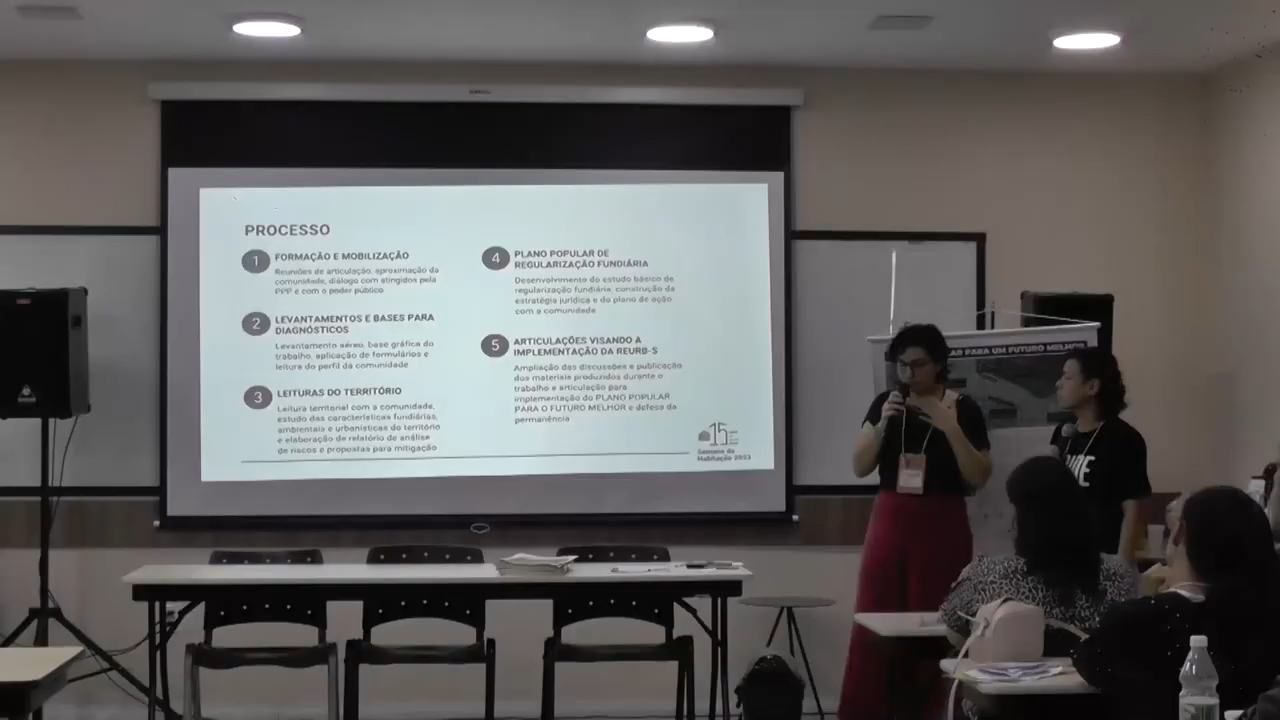 PROCESSO
1
FORMAÇÃO E MOBILIZAÇÃO
Reuniões de articulação, aproximação da
comunidade, diálogo com atingidos pela
PPP e com o poder público
2
LEVANTAMENTOS E BASES PARA
DIAGNÓSTICOS
Levantamento aéreo, base gráfica do
trabalho, aplicação de formulários e
leitura do perfil da comunidade
3
LEITURAS DO TERRITÓRIO
Leitura territorial com a comunidade,
estudo das características fundiárias,
ambientais e urbanísticas do território
e elaboração de relatório de análise
de riscos e propostas para mitigação
4
PLANO POPULAR DE
REGULARIZAÇÃO FUNDIÁRIA
Desenvolvimento do estudo básico de
regularização fundiária, construção da
estratégia jurídica e do plano de ação
com a comunidade
5
ARTICULAÇÕES VISANDO A
IMPLEMENTAÇÃO DA REURB-S
Ampliação das discussões e publicação
dos materiais produzidos durante o
trabalho e articulação para
implementação do PLANO POPULAR
PARA O FUTURO MELHOR e defesa da
permanência
15
Semana da
Habitação 2023
LAR PARA UM FUTURO MELHOR